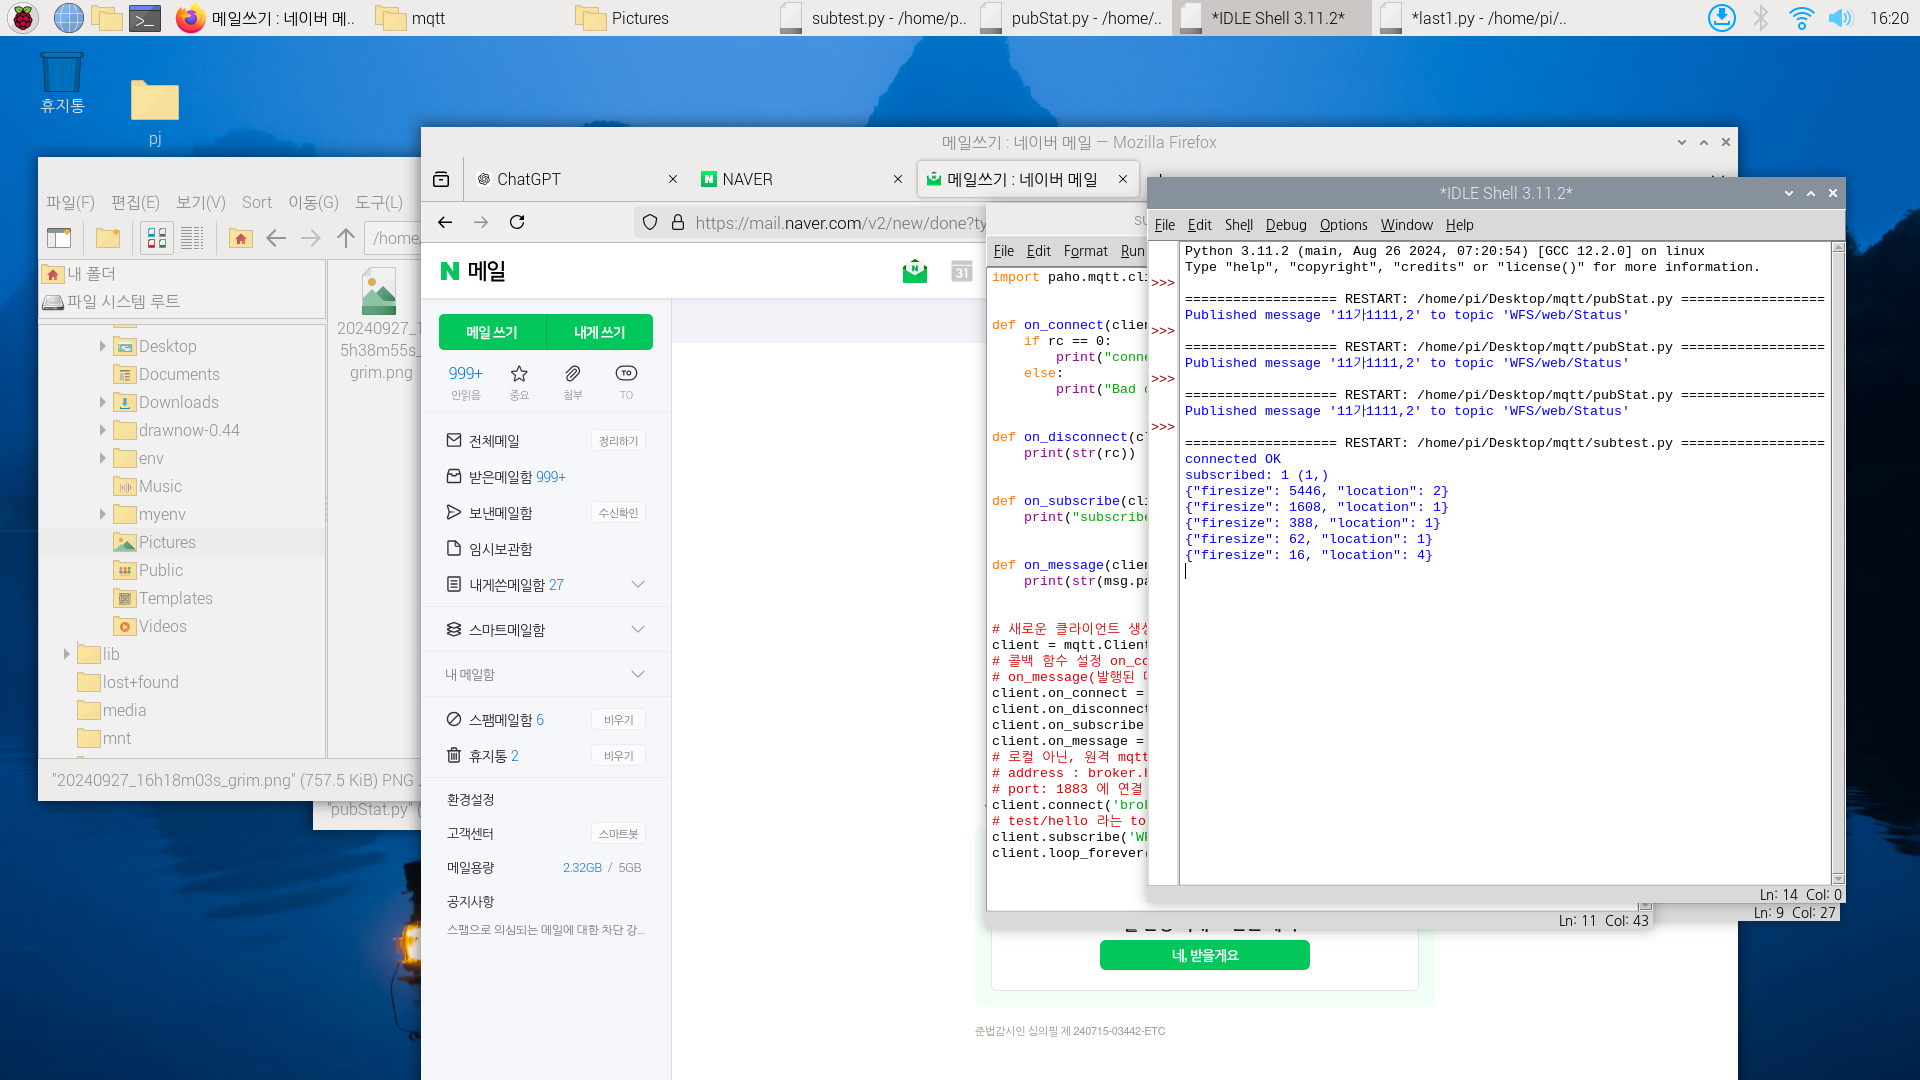 메일쓰기 : 네이버 메..
mqtt
Pictures
subtest.py - /home/p..
pubStat.py - /home/..
*IDLE Shell 3.11.2*
*last1.py - /home/pi/..
16:20
휴지통
pj
파일(F) 편집(E) 보기(V) Sort 이동(G) 도구(L)
/home/
내 폴더
파일 시스템 루트
Desktop
Documents
Downloads
drawnow-0.44
env
Music
myenv
Pictures
Public
Templates
Videos
lib
lost+found
media
mnt
20240927_1
5h38m55s_
grim.png
"20240927_16h18m03s_grim.png" (757.5 KiB) PNG
"pubStat.py" (
메일쓰기 : 네이버 메일 — Mozilla Firefox
ChatGPT
NAVER
메일쓰기 : 네이버 메일
https://mail.naver.com/v2/new/done?ty
N 메일
31
메일 쓰기
내게 쓰기
999+
안읽음
중요
첨부
TO
TO
전체메일 정리하기
받은메일함 999+
보낸메일함 수신확인
임시보관함
내게쓴메일함 27
스마트메일함
내 메일함
스팸메일함 6 비우기
휴지통 2 비우기
환경설정
고객센터 스마트봇
메일용량 2.32GB / 5GB
공지사항
스팸으로 의심되는 메일에 대한 차단 강...
네, 받을게요
준법감시인 심의필 제 240715-03442-ETC
File Edit Format Run
import paho.mqtt.cli
def on_connect(clien
if rc == 0:
print("conne
else:
print("Bad c
def on_disconnect(cl
print(str(rc))
def on_subscribe(cli
print("subscribe
def on_message(clien
print(str(msg.pa
# 새로운 클라이언트 생성
client = mqtt.Client
# 콜백 함수 설정 on_co
# on_message(발행된
client.on_connect =
client.on_disconnect
client.on_subscribe
client.on_message =
# 로컬 아닌, 원격 mqtt
# address : broker.h
# port: 1883 에 연결
client.connect('brok
# test/hello 라는 to
client.subscribe('WF
client.loop_forever(
Ln: 11 Col: 43
Ln: 9 Col: 27
*IDLE Shell 3.11.2*
File Edit Shell Debug Options Window Help
Python 3.11.2 (main, Aug 26 2024, 07:20:54) [GCC 12.2.0] on linux
Type "help", "copyright", "credits" or "license()" for more information.
>>>
=================== RESTART: /home/pi/Desktop/mqtt/pubStat.py ==================
Published message '11가1111,2' to topic 'WFS/web/Status'
>>>
=================== RESTART: /home/pi/Desktop/mqtt/pubStat.py ==================
Published message '11가1111,2' to topic 'WFS/web/Status'
>>>
=================== RESTART: /home/pi/Desktop/mqtt/pubStat.py ==================
Published message '11가1111,2' to topic 'WFS/web/Status'
>>>
=================== RESTART: /home/pi/Desktop/mqtt/subtest.py ==================
connected OK
subscribed: 1 (1,)
{"firesize": 5446, "location": 2}
{"firesize": 1608, "location": 1}
{"firesize": 388, "location": 1}
{"firesize": 62, "location": 1}
{"firesize": 16, "location": 4}
Ln: 14 Col: 0